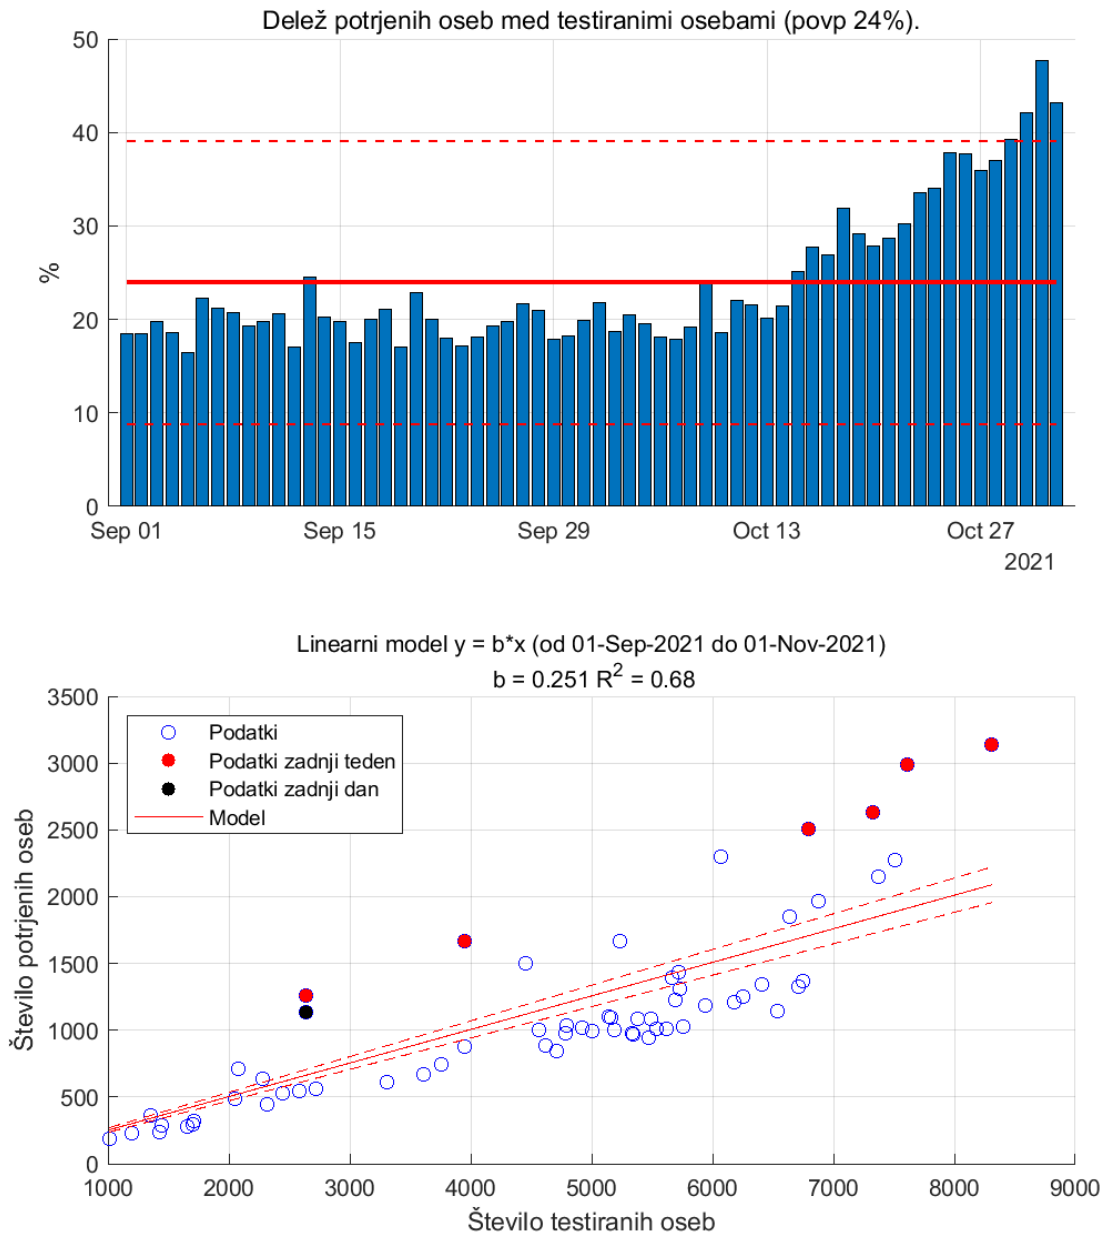 Delež potrjenih oseb med testiranimi osebami (povp 24%).
50
40
30
20
10
0
%
Sep 01
Sep 15
Sep 29
Oct 13
Oct 27
2021
Linearni model y = b*x (od 01-Sep-2021 do 01-Nov-2021)
b = 0.251 R² = 0.68
3500
3000
2500
2000
1500
1000
500
0
Število potrjenih oseb
Podatki
Podatki zadnji teden
Podatki zadnji dan
Model
1000
2000
3000
4000
5000
6000
7000
8000
9000
Število testiranih oseb